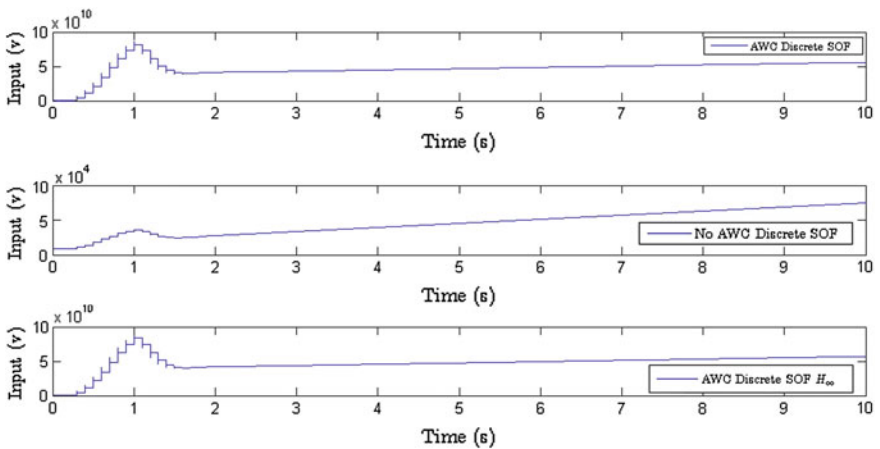 x 10^10
10
5
0
Input (v)
AWC Discrete SOF
0 1 2 3 4 5 6 7 8 9 10
Time (s)
x 10^4
10
5
0
Input (v)
No AWC Discrete SOF
0 1 2 3 4 5 6 7 8 9 10
Time (s)
x 10^10
10
5
0
Input (v)
AWC Discrete SOF H∞
0 1 2 3 4 5 6 7 8 9 10
Time (s)